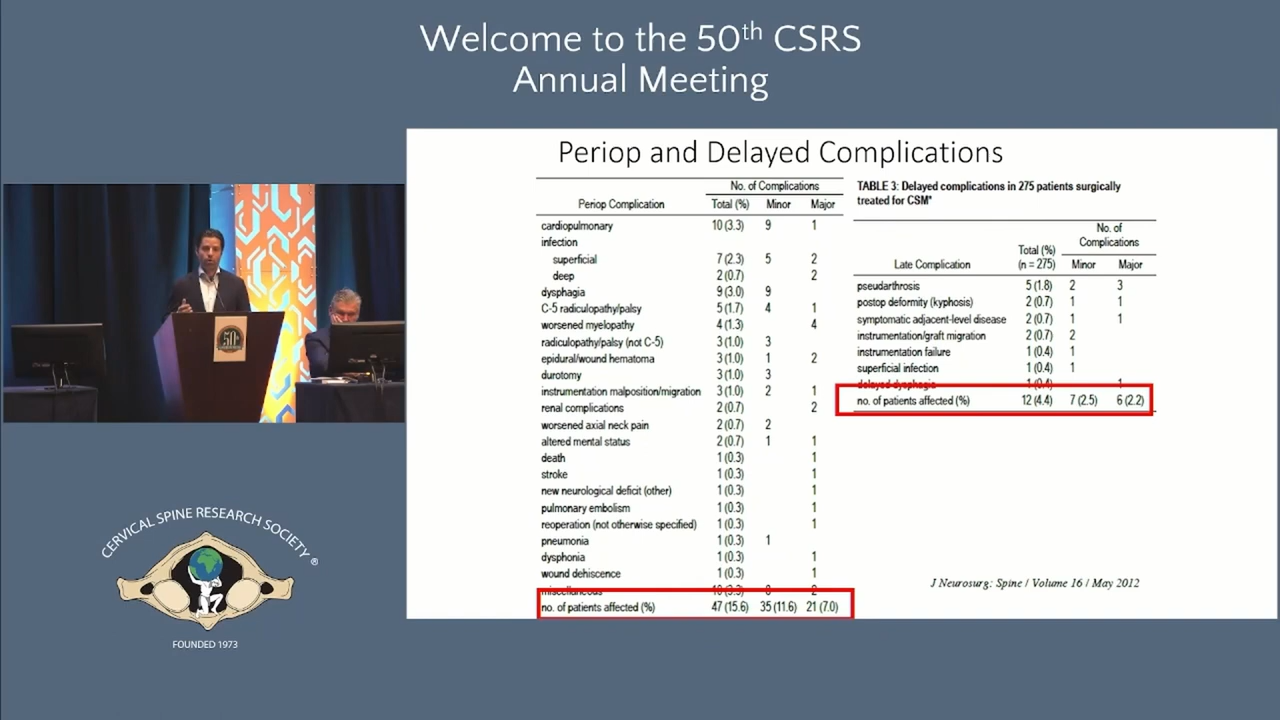 Welcome to the 50th CSRS
Annual Meeting
Periop and Delayed Complications
No. of Complications
Periop Complication Total (%) Minor Major
cardiopulmonary 10 (3.3) 9 1
infection
superficial 7 (2.3) 5 2
deep 2 (0.7) 2
dysphagia 9 (3.0) 9
C-5 radiculopathy/palsy 5 (1.7) 4 1
worsened myelopathy 4 (1.3) 4
radiculopathy/palsy (not C-5) 3 (1.0) 3
epidural/wound hematoma 3 (1.0) 1 2
durotomy 3 (1.0) 3
instrumentation malposition/migration 3 (1.0) 2 1
renal complications 2 (0.7) 2
worsened axial neck pain 2 (0.7) 2
altered mental status 2 (0.7) 1 1
death 1 (0.3) 1
stroke 1 (0.3) 1
new neurological deficit (other) 1 (0.3) 1
pulmonary embolism 1 (0.3) 1
reoperation (not otherwise specified) 1 (0.3) 1
pneumonia 1 (0.3) 1
dysphonia 1 (0.3) 1
wound dehiscence 1 (0.3) 1
miscellaneous 10 (3.3) 8 2
no. of patients affected (%) 47 (15.6) 35 (11.6) 21 (7.0)
TABLE 3: Delayed complications in 275 patients surgically
treated for CSM*
No. of
Complications
Total (%)
Late Complication (n = 275) Minor Major
pseudarthrosis 5 (1.8) 2 3
postop deformity (kyphosis) 2 (0.7) 1 1
symptomatic adjacent-level disease 2 (0.7) 1 1
instrumentation/graft migration 2 (0.7) 2
instrumentation failure 1 (0.4) 1
superficial infection 1 (0.4) 1
delayed dysphagia 1 (0.4) 1
no. of patients affected (%) 12 (4.4) 7 (2.5) 6 (2.2)
J Neurosurg: Spine / Volume 16 / May 2012
50th
CERVICAL SPINE RESEARCH SOCIETY ®
FOUNDED 1973